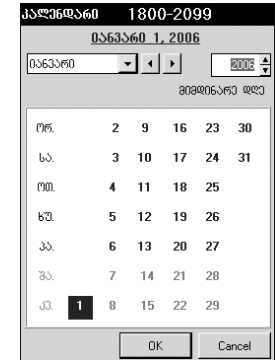 კალენდარი 1800-2099
იანვარი 1, 2006
იანვარი 2006
მიმდინარე დღე
ორ. 2 9 16 23 30
სა. 3 10 17 24 31
ოთ. 4 11 18 25
ხუ. 5 12 19 26
პა. 6 13 20 27
შა. 7 14 21 28
კვ. 1 8 15 22 29
OK Cancel